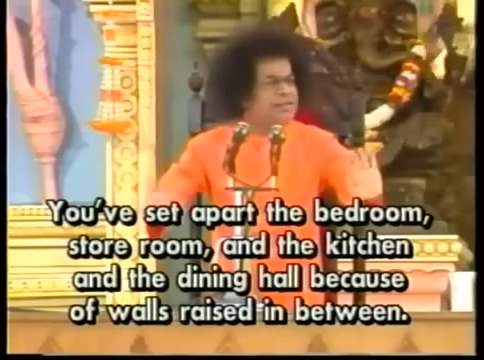 You've set apart the bedroom,
store room, and the kitchen
and the dining hall because
of walls raised in between.